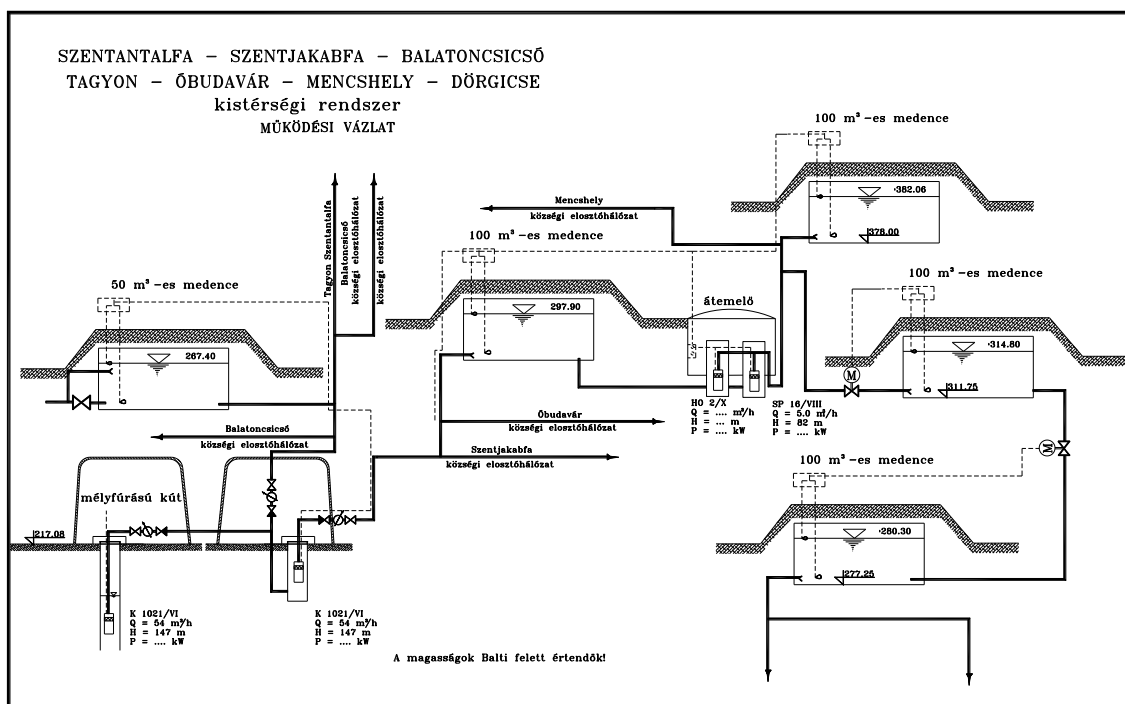 SZENTANTALFA – SZENTJAKABFA – BALATONCSICSÓ
TAGYON – ÓBUDAVÁR – MENCSHELY – DÖRGICSE
kistérségi rendszer
MŰKÖDÉSI VÁZLAT
100 m³-es medence
382.06
378.00
Mencshely
községi elosztóhálózat
Tagyon Szentantalfa
Balatoncsicsó
községi elosztóhálózat
községi elosztóhálózat
100 m³-es medence
297.90
50 m³-es medence
267.40
átemelő
100 m³-es medence
314.80
311.75
M
HO 2/X
Q = .... m³/h
H = ... m
P = .... kW
SP 16/VIII
Q = 5.0 m³/h
H = 82 m
P = .... kW
Óbudavár
községi elosztóhálózat
Balatoncsicsó
községi elosztóhálózat
Szentjakabfa
községi elosztóhálózat
M
100 m³-es medence
280.30
277.25
mélyfúrású kút
217.08
K 1021/VI
Q = 54 m³/h
H = 147 m
P = .... kW
K 1021/VI
Q = 54 m³/h
H = 147 m
P = .... kW
A magasságok Balti felett értendők!